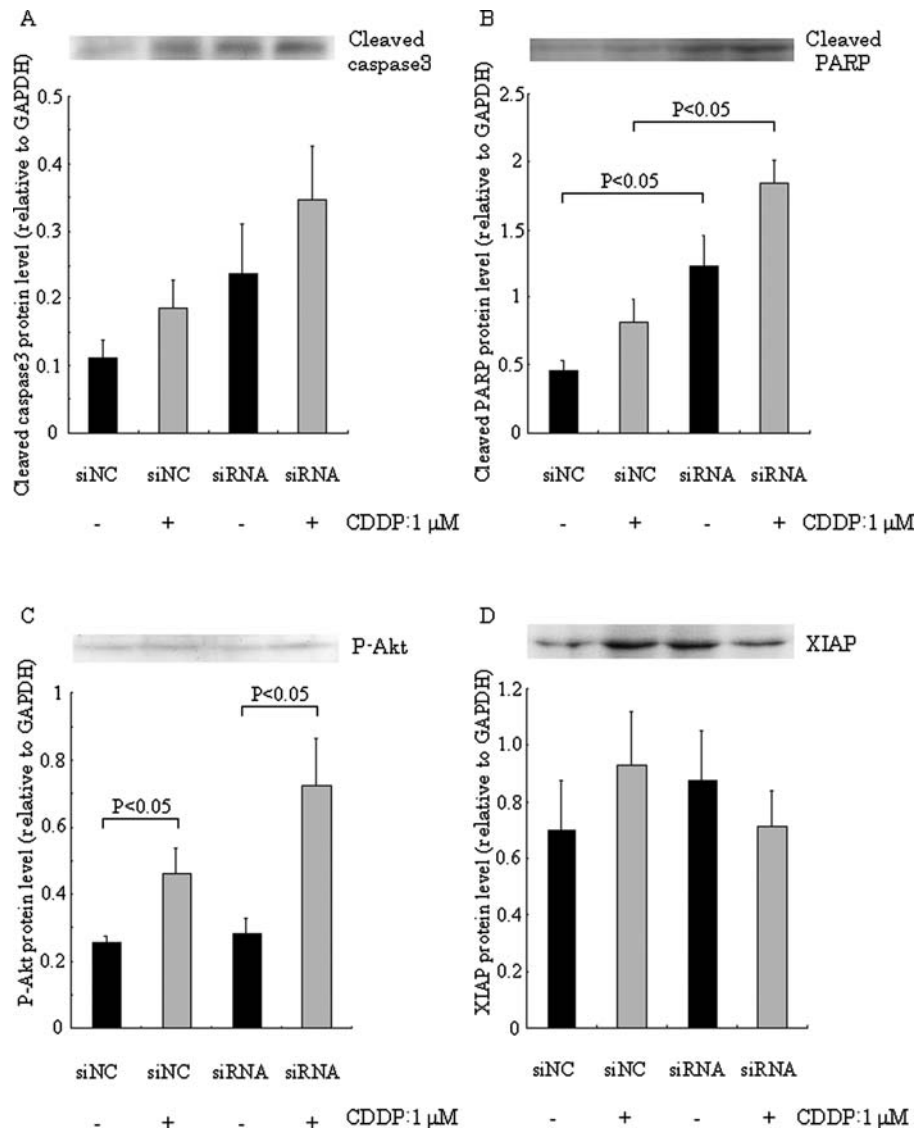 A
Cleaved
caspase3
Cleaved caspase3 protein level (relative to GAPDH)
0.5
0.4
0.3
0.2
0.1
0
siNC siNC siRNA siRNA
- + - + CDDP:1 μM
B
Cleaved
PARP
Cleaved PARP protein level (relative to GAPDH)
2.5
2
1.5
1
0.5
0
P<0.05
P<0.05
siNC siNC siRNA siRNA
- + - + CDDP:1 μM
C
P-Akt
P-Akt protein level (relative to GAPDH)
1
0.8
0.6
0.4
0.2
0
P<0.05
P<0.05
siNC siNC siRNA siRNA
- + - + CDDP:1 μM
D
XIAP
XIAP protein level (relative to GAPDH)
1.2
1.0
0.8
0.6
0.4
0.2
0
siNC siNC siRNA siRNA
- + - + CDDP:1 μM